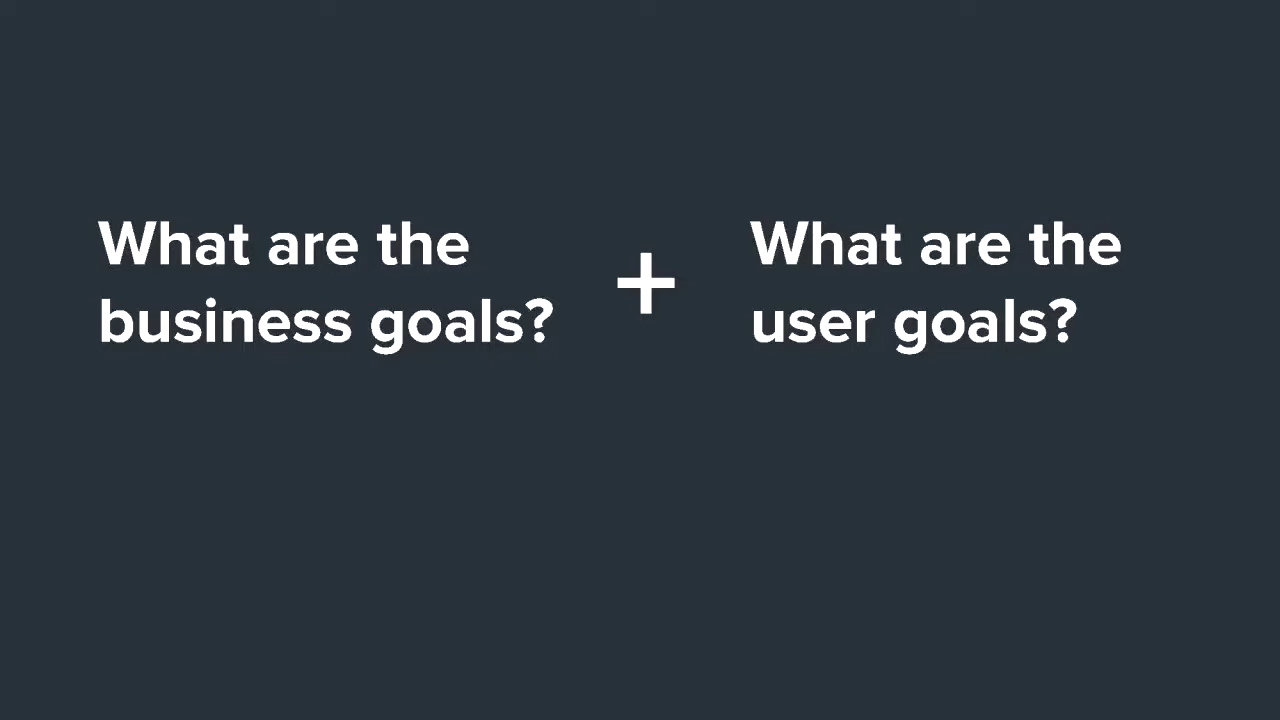 What are the
business goals?
+
What are the
user goals?